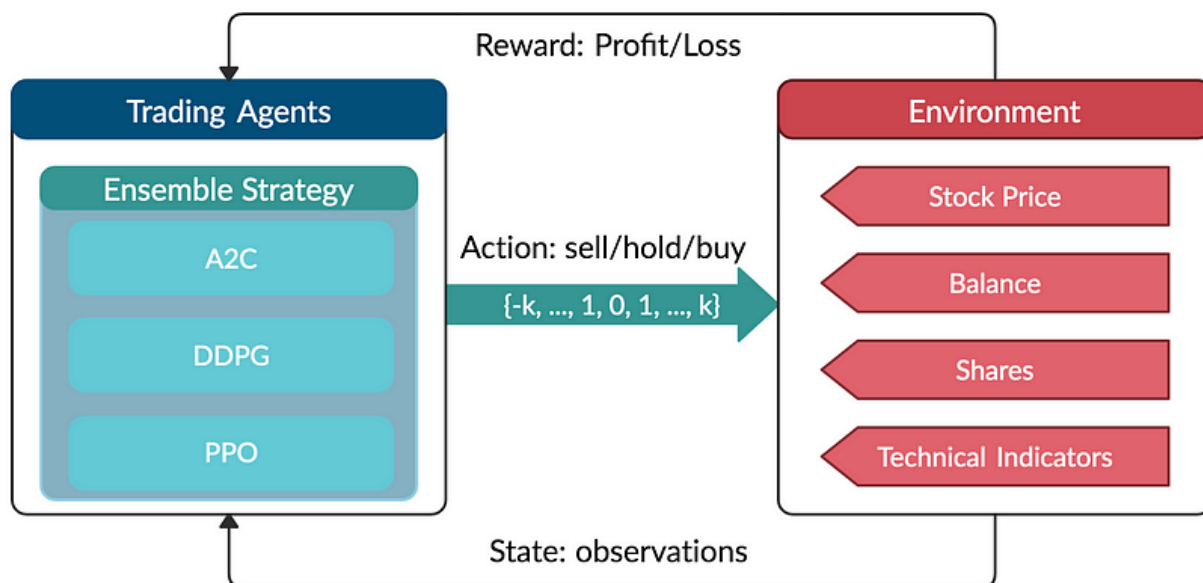 Reward: Profit/Loss
Trading Agents
Ensemble Strategy
A2C
DDPG
PPO
Action: sell/hold/buy
{-k, ..., 1, 0, 1, ..., k}
Environment
Stock Price
Balance
Shares
Technical Indicators
State: observations